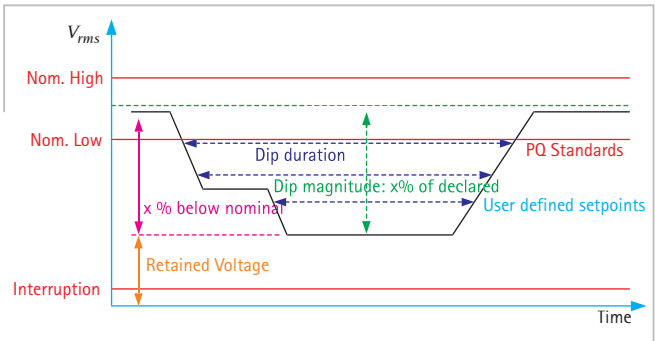 Vrms
Nom. High
Nom. Low
PQ Standards
Dip duration
Dip magnitude: x% of declared
x % below nominal
User defined setpoints
Retained Voltage
Interruption
Time